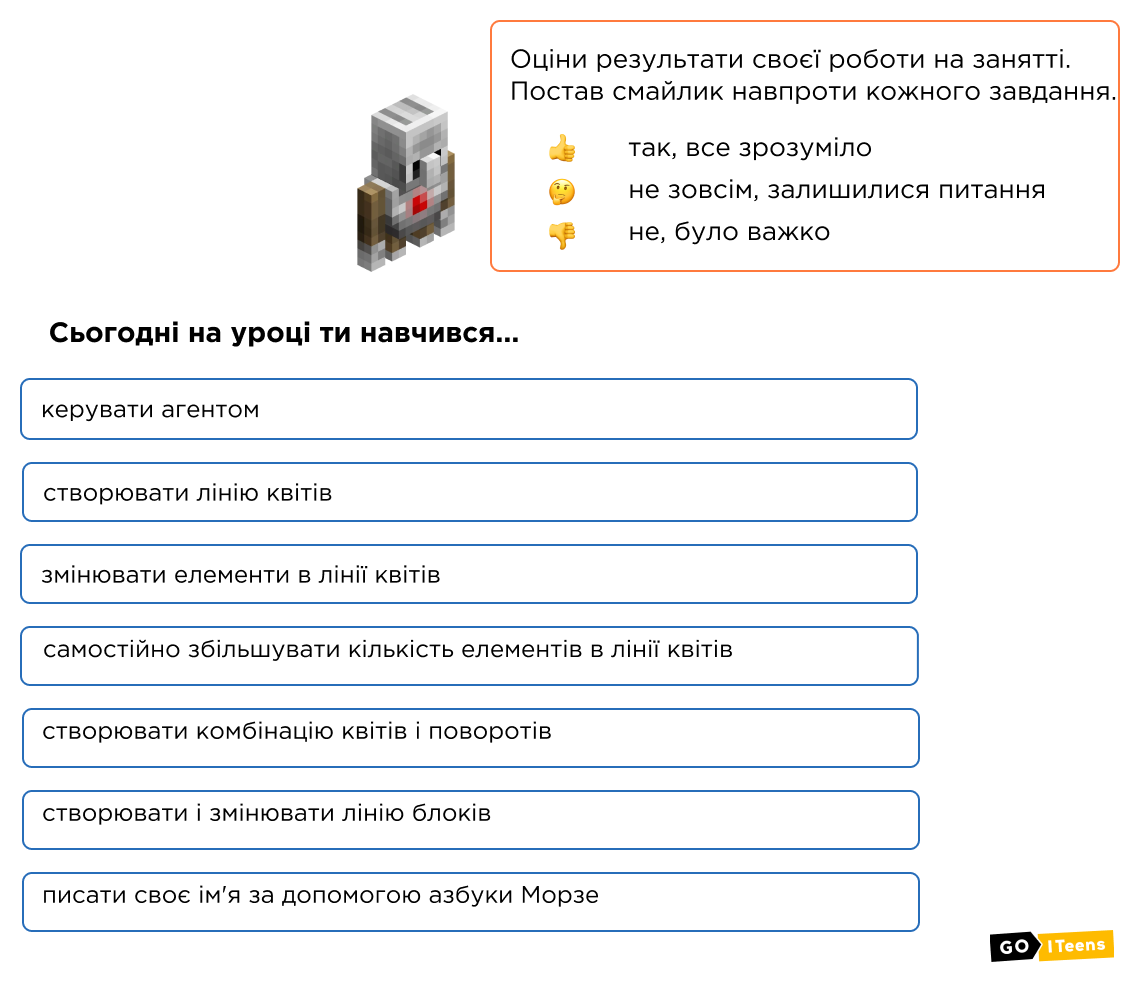 Оціни результати своєї роботи на занятті.
Постав смайлик навпроти кожного завдання.
👍 так, все зрозуміло
🤔 не зовсім, залишилися питання
👎 не, було важко
Сьогодні на уроці ти навчився...
керувати агентом
створювати лінію квітів
змінювати елементи в лінії квітів
самостійно збільшувати кількість елементів в лінії квітів
створювати комбінацію квітів і поворотів
створювати і змінювати лінію блоків
писати своє ім'я за допомогою азбуки Морзе
GO ITeens